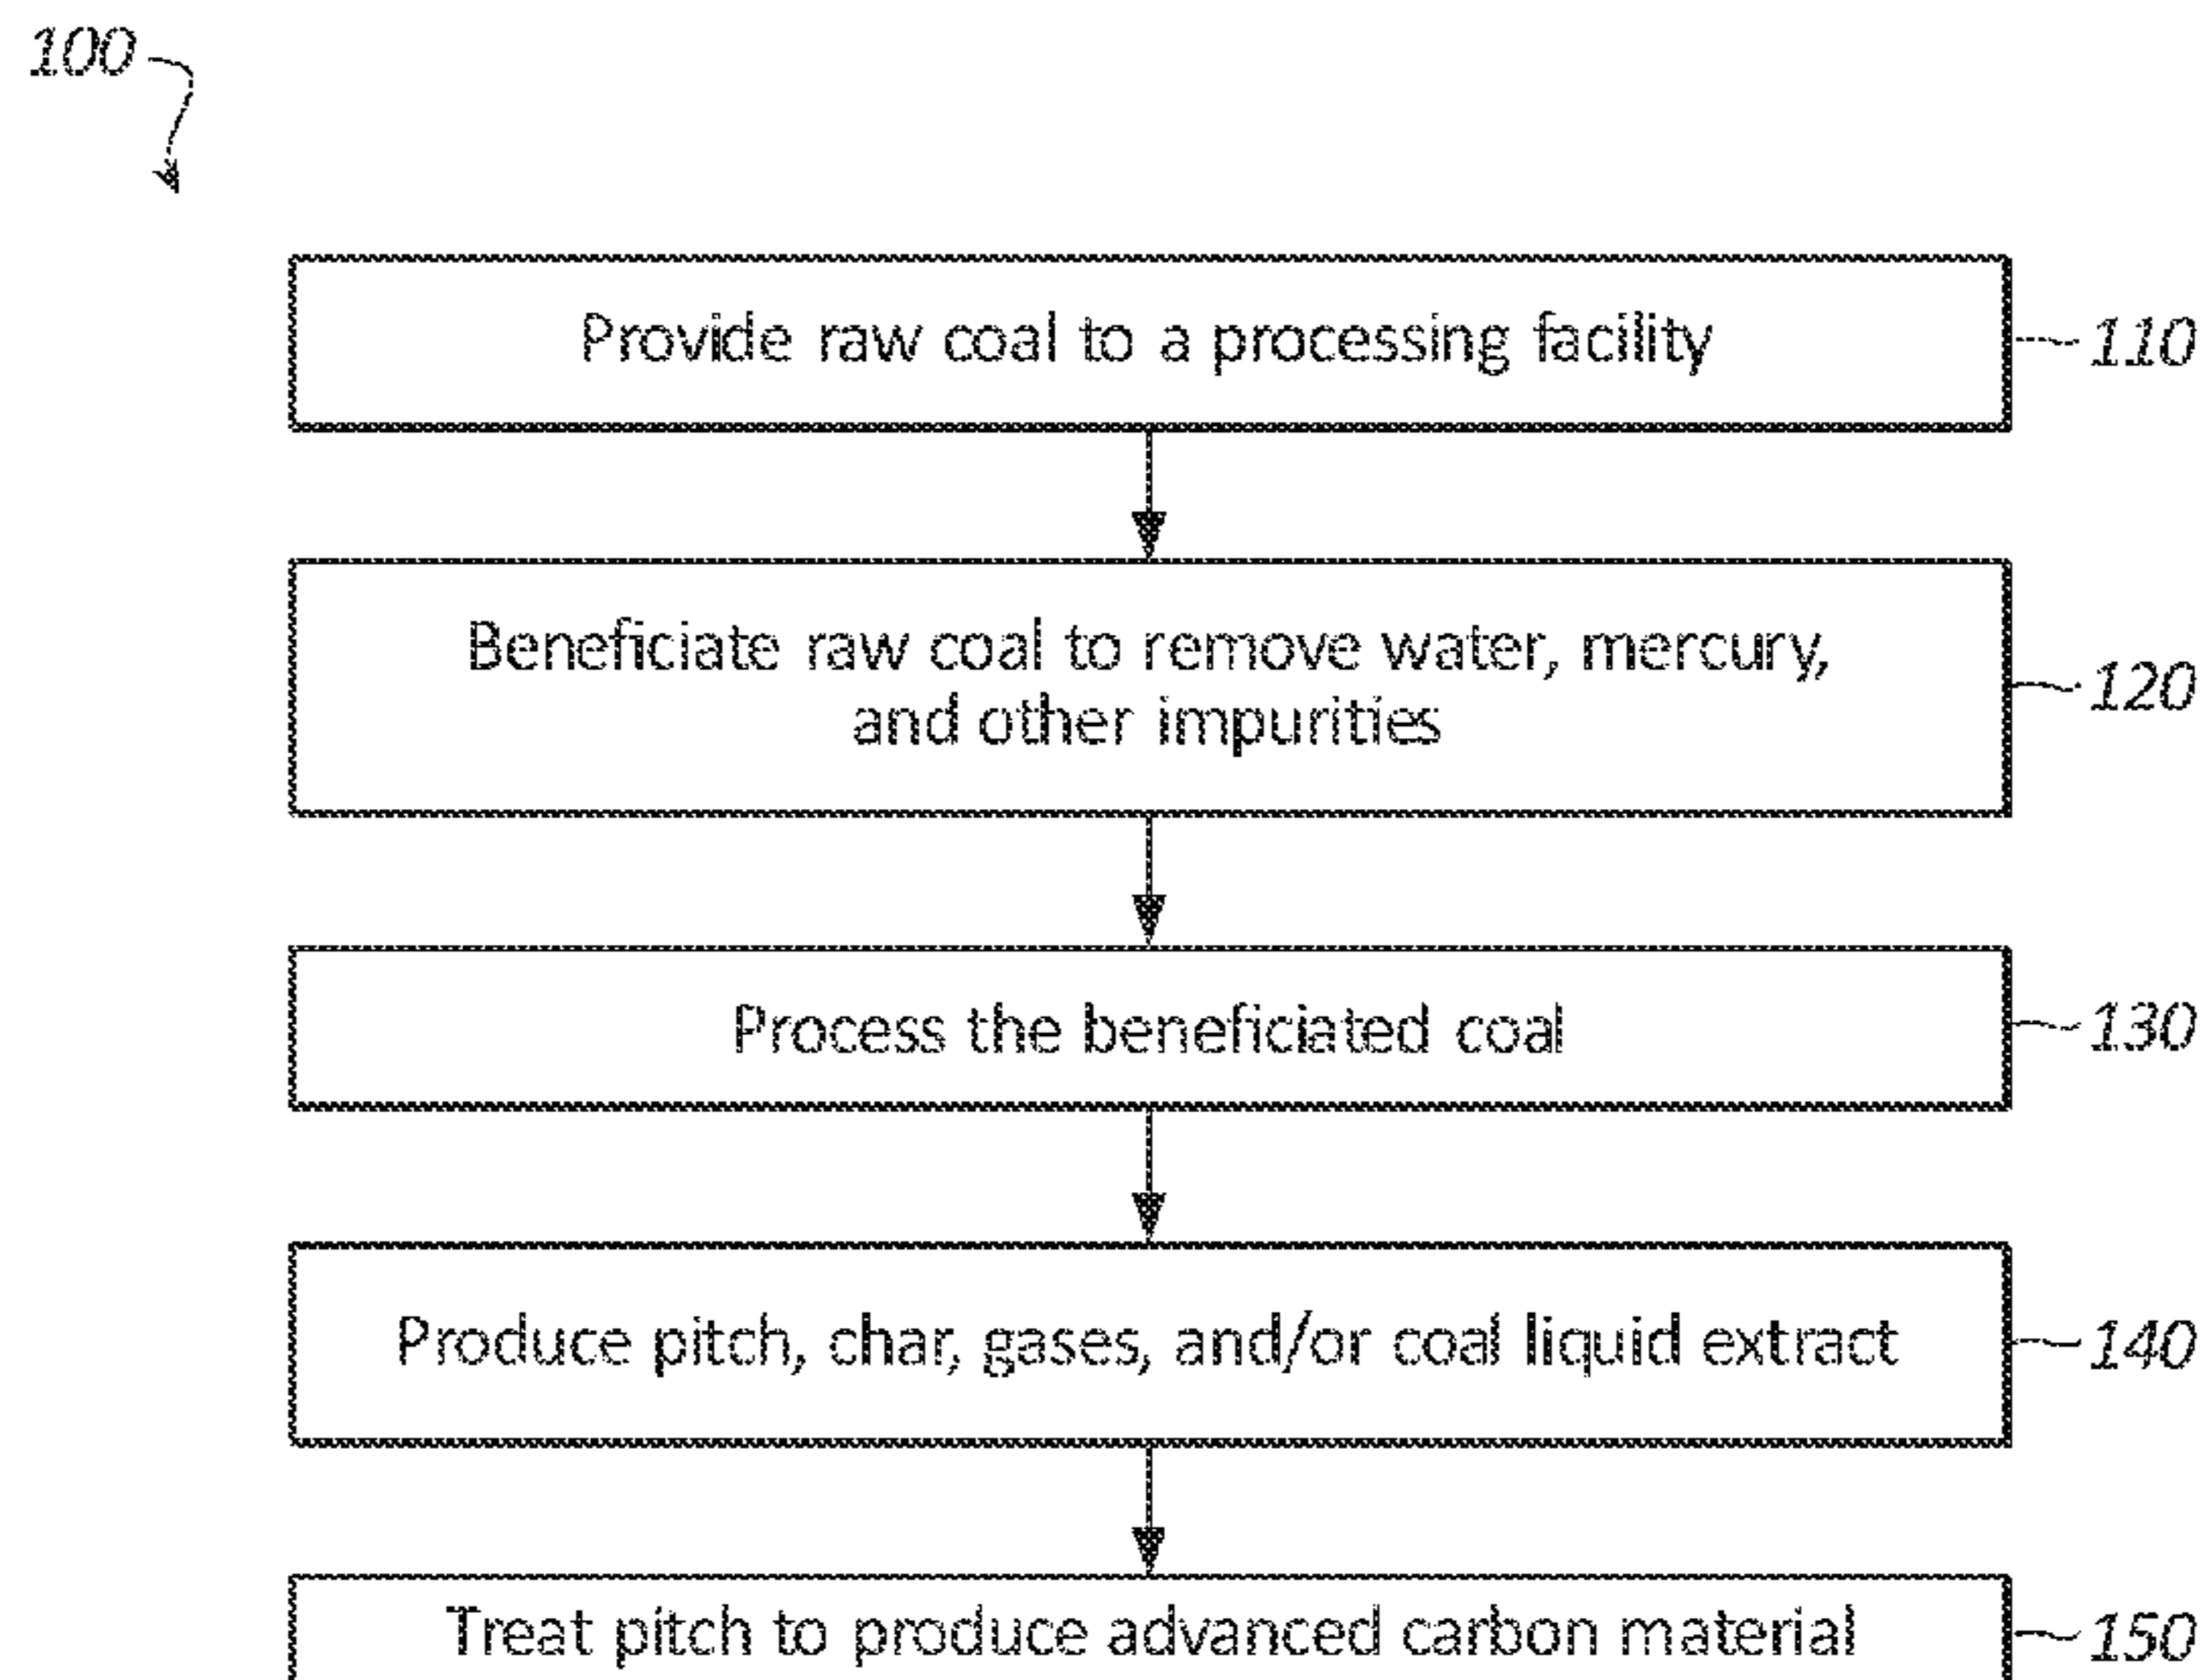 100
Provide raw coal to a processing facility
110
Beneficiate raw coal to remove water, mercury,
and other impurities
120
Process the beneficiated coal
130
Produce pitch, char, gases, and/or coal liquid extract
140
Treat pitch to produce advanced carbon material
150